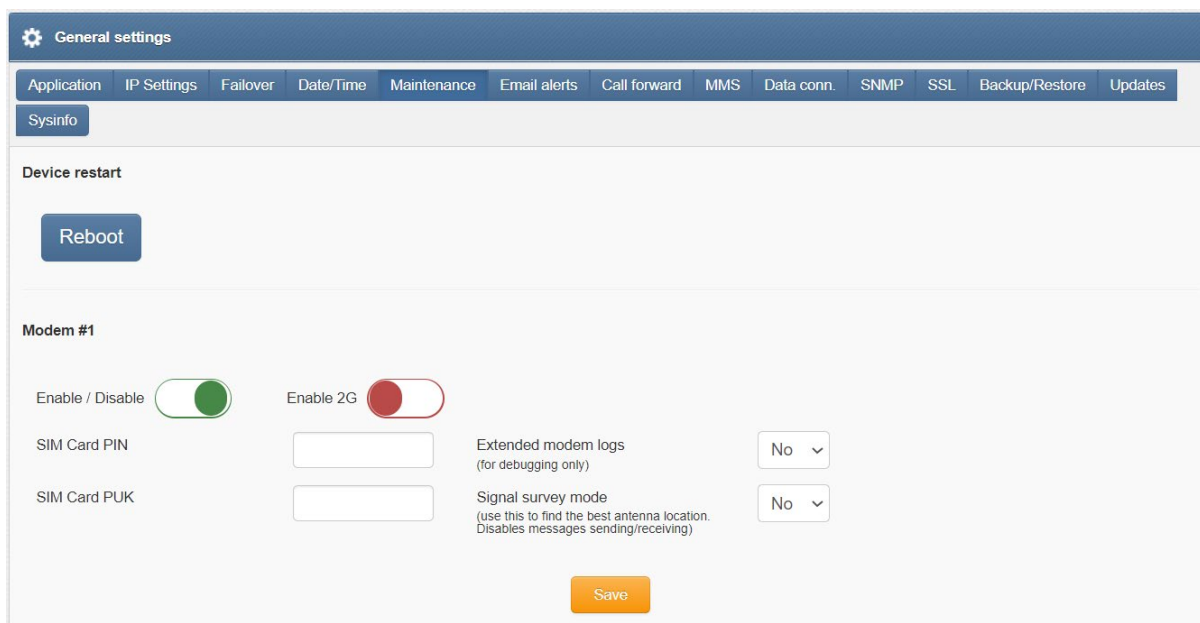 General settings
Application IP Settings Failover Date/Time Maintenance Email alerts Call forward MMS Data conn. SNMP SSL Backup/Restore Updates
Sysinfo
Device restart
Reboot
Modem #1
Enable / Disable Enable 2G
SIM Card PIN Extended modem logs No
(for debugging only)
SIM Card PUK Signal survey mode No
(use this to find the best antenna location.
Disables messages sending/receiving)
Save